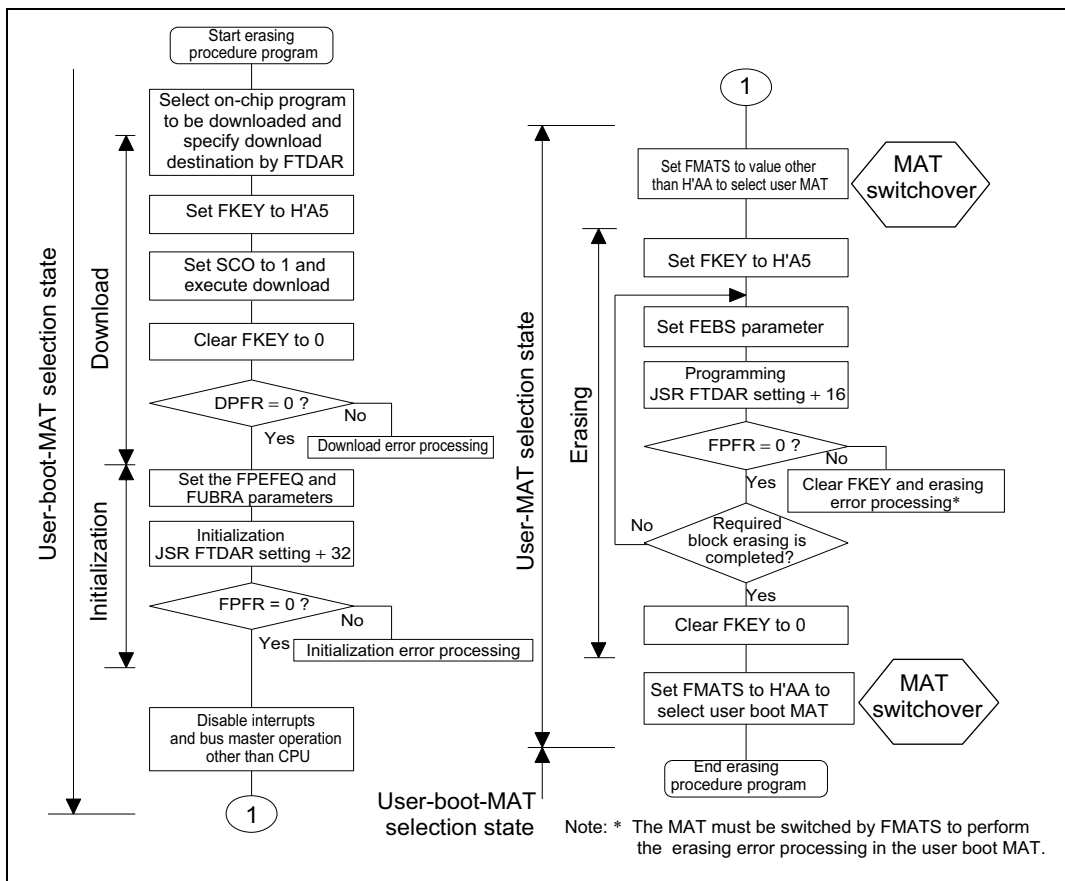 Start erasing
procedure program
Select on-chip program
to be downloaded and
specify download
destination by FTDAR
Set FKEY to H'A5
Set SCO to 1 and
execute download
Clear FKEY to 0
DPFR = 0 ?
No
Yes
Download error processing
Set the FPEFEQ and
FUBRA parameters
Initialization
JSR FTDAR setting + 32
FPFR = 0 ?
No
Yes
Initialization error processing
Disable interrupts
and bus master operation
other than CPU
1
User-boot-MAT selection state
Download
Initialization
1
Set FMATS to value other
than H'AA to select user MAT
MAT
switchover
Set FKEY to H'A5
Set FEBS parameter
Programming
JSR FTDAR setting + 16
FPFR = 0 ?
No
Yes
Clear FKEY and erasing
error processing*
No
Required
block erasing is
completed?
Yes
Clear FKEY to 0
Set FMATS to H'AA to
select user boot MAT
MAT
switchover
End erasing
procedure program
User-MAT selection state
Erasing
User-boot-MAT
selection state
Note: * The MAT must be switched by FMATS to perform
the erasing error processing in the user boot MAT.